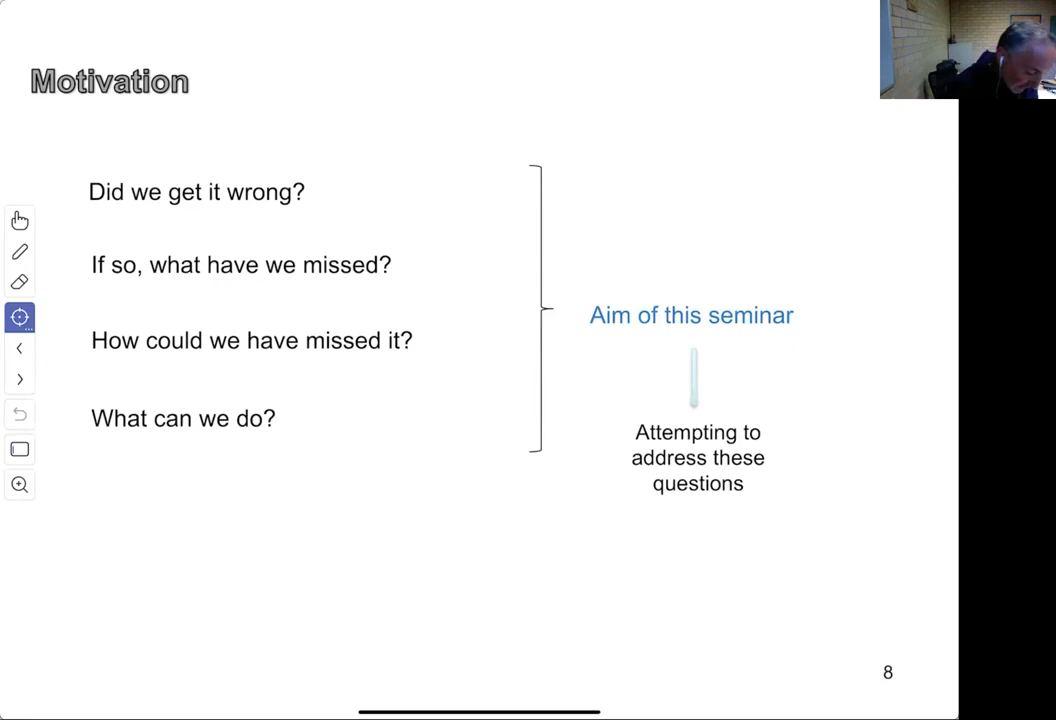 Motivation
Did we get it wrong?
If so, what have we missed?
How could we have missed it?
What can we do?
Aim of this seminar
Attempting to
address these
questions
8